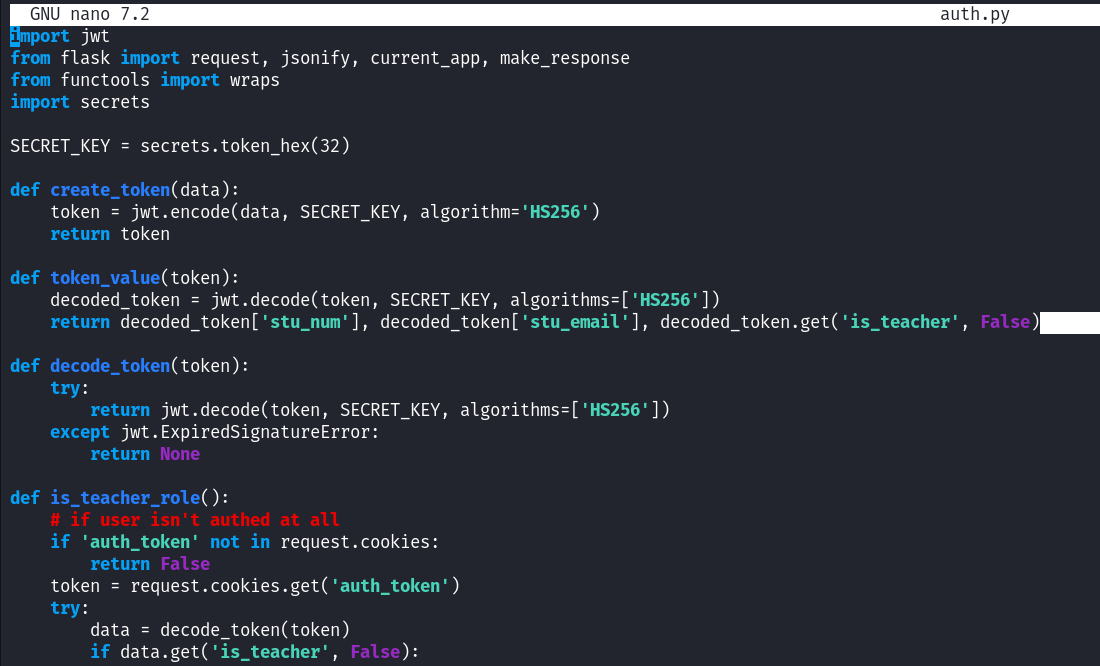 GNU nano 7.2 auth.py
import jwt
from flask import request, jsonify, current_app, make_response
from functools import wraps
import secrets

SECRET_KEY = secrets.token_hex(32)

def create_token(data):
    token = jwt.encode(data, SECRET_KEY, algorithm='HS256')
    return token

def token_value(token):
    decoded_token = jwt.decode(token, SECRET_KEY, algorithms=['HS256'])
    return decoded_token['stu_num'], decoded_token['stu_email'], decoded_token.get('is_teacher', False)

def decode_token(token):
    try:
        return jwt.decode(token, SECRET_KEY, algorithms=['HS256'])
    except jwt.ExpiredSignatureError:
        return None

def is_teacher_role():
    # if user isn't authed at all
    if 'auth_token' not in request.cookies:
        return False
    token = request.cookies.get('auth_token')
    try:
        data = decode_token(token)
        if data.get('is_teacher', False):